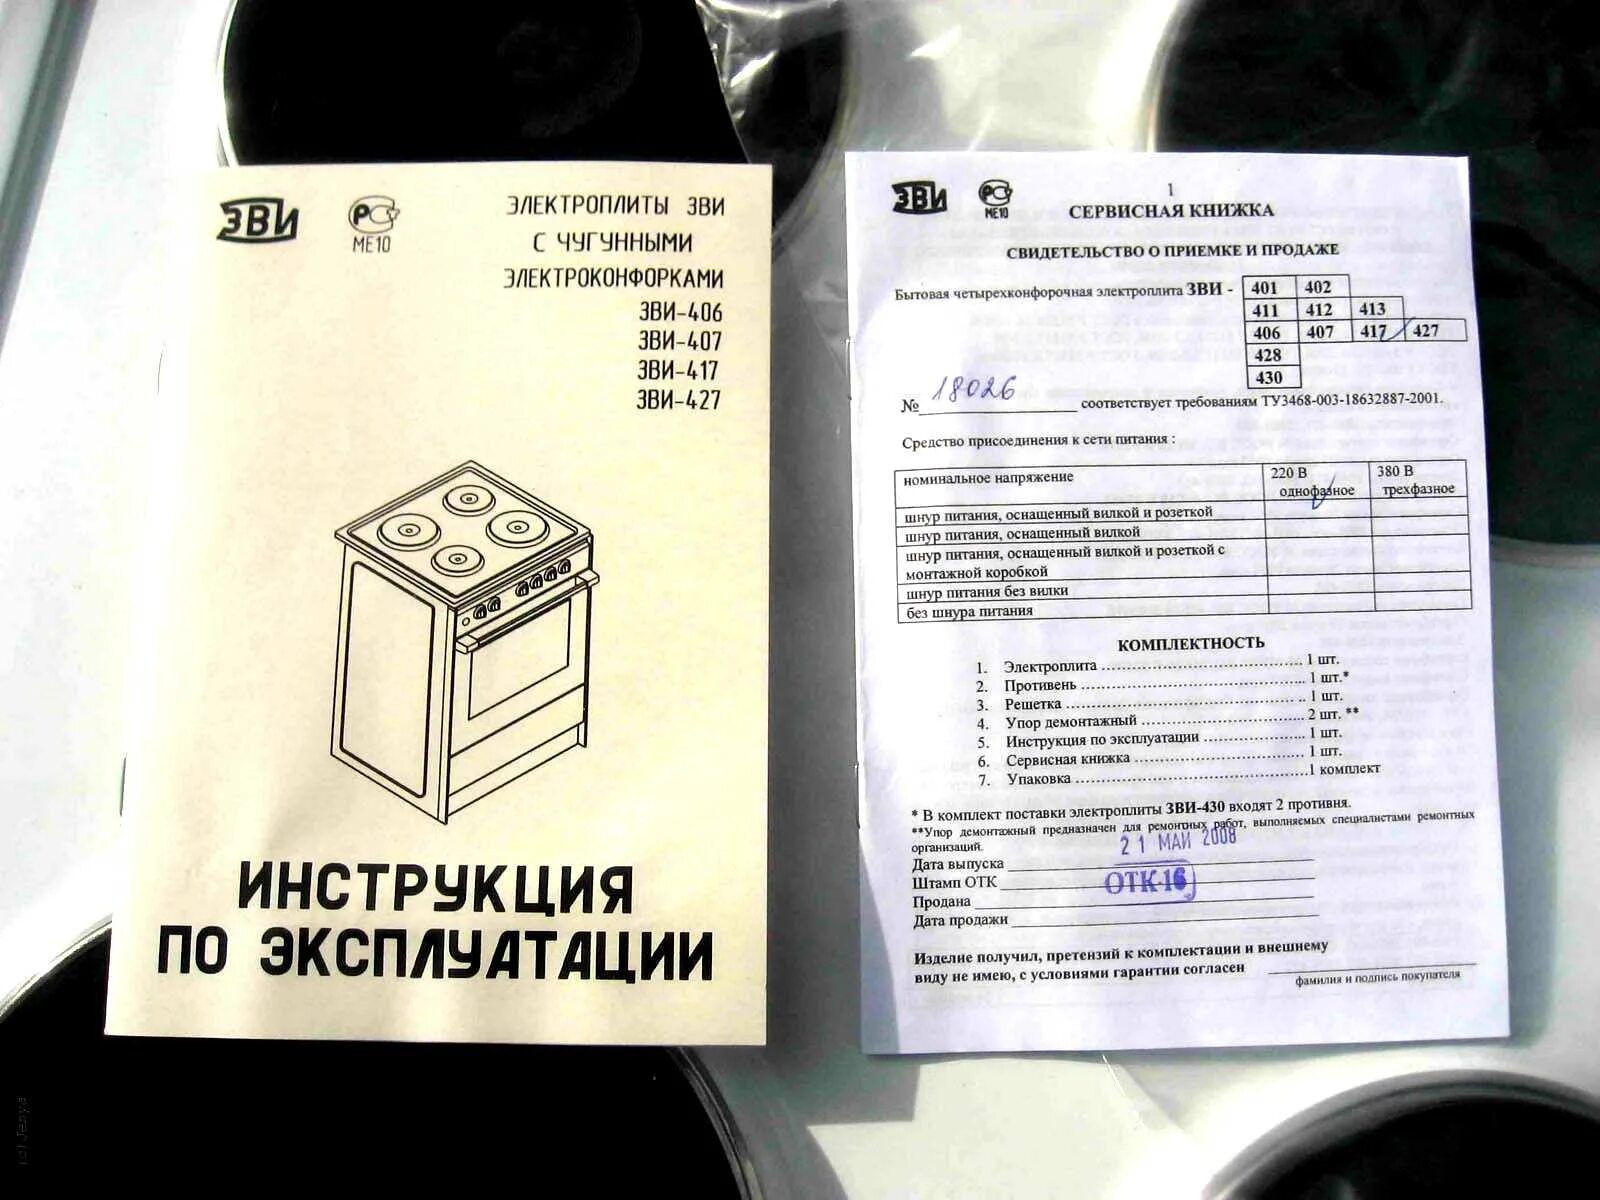 ЗВИ
РС
МЕ10
ЭЛЕКТРОПЛИТЫ ЗВИ
С ЧУГУННЫМИ
ЭЛЕКТРОКОНФОРКАМИ
ЗВИ-406
ЗВИ-407
ЗВИ-417
ЗВИ-427
ИНСТРУКЦИЯ
ПО ЭКСПЛУАТАЦИИ
ЗВИ
РС
МЕ10
1
СЕРВИСНАЯ КНИЖКА
СВИДЕТЕЛЬСТВО О ПРИЕМКЕ И ПРОДАЖЕ
Бытовая четырехконфорочная электроплита ЗВИ - 401 402
411 412 413
406 407 417 427
428
430
№ 18026 соответствует требованиям ТУ3468-003-18632887-2001.
Средство присоединения к сети питания :
номинальное напряжение 220 В однофазное 380 В трехфазное
шнур питания, оснащенный вилкой и розеткой
шнур питания, оснащенный вилкой
шнур питания, оснащенный вилкой и розеткой с
монтажной коробкой
шнур питания без вилки
без шнура питания
КОМПЛЕКТНОСТЬ
1. Электроплита .......... 1 шт.
2. Противень .......... 1 шт.*
3. Решетка .......... 1 шт.
4. Упор демонтажный .......... 2 шт. **
5. Инструкция по эксплуатации .......... 1 шт.
6. Сервисная книжка .......... 1 шт.
7. Упаковка .......... 1 комплект
* В комплект поставки электроплиты ЗВИ-430 входят 2 противня.
**Упор демонтажный предназначен для ремонтных работ, выполняемых специалистами ремонтных
организаций.
21 МАЙ 2008
Дата выпуска
Штамп ОТК ОТК-16
Продана
Дата продажи
Изделие получил, претензий к комплектации и внешнему
виду не имею, с условиями гарантии согласен
фамилия и подпись покупателя